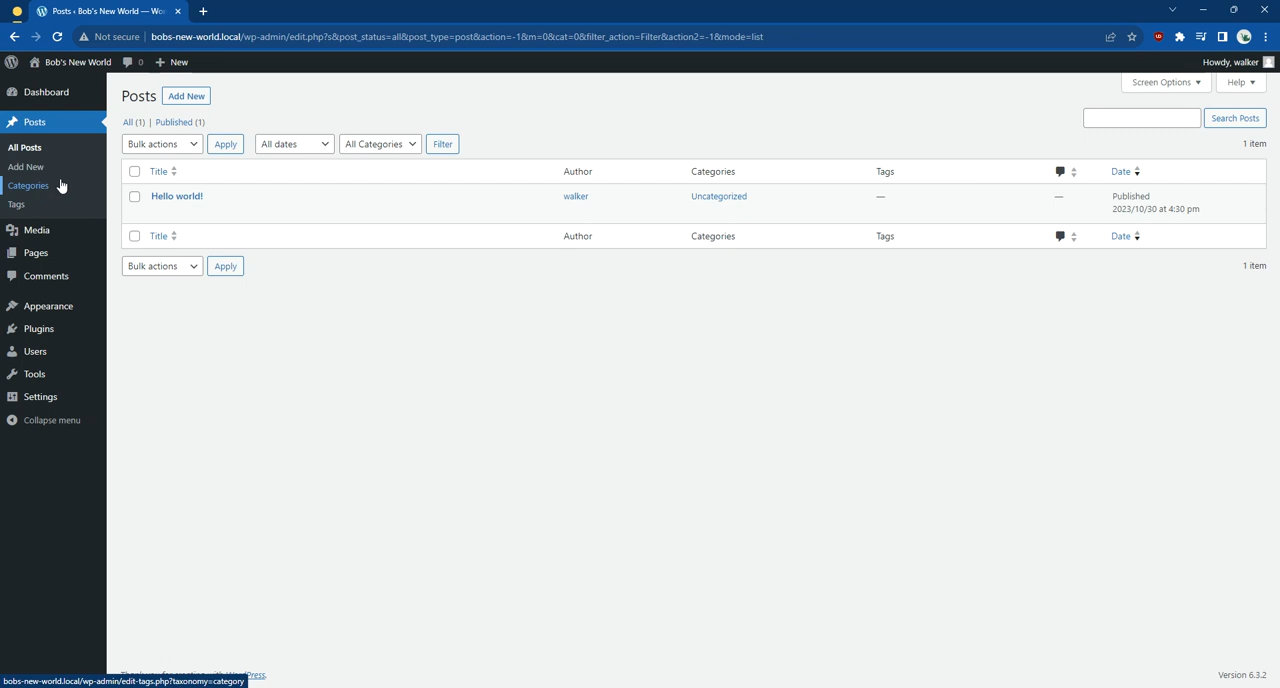 Posts ‹ Bob's New World — Wo
Not secure bobs-new-world.local/wp-admin/edit.php?s&post_status=all&post_type=post&action=-1&m=0&cat=0&filter_action=Filter&action2=-1&mode=list
Bob's New World 0 New Howdy, walker
Dashboard
Posts
All Posts
Add New
Categories
Tags
Media
Pages
Comments
Appearance
Plugins
Users
Tools
Settings
Collapse menu
Screen Options Help
Posts Add New
All (1) | Published (1)
Search Posts
Bulk actions Apply All dates All Categories Filter 1 item
Title Author Categories Tags Date
Hello world! walker Uncategorized — — Published
2023/10/30 at 4:30 pm
Title Author Categories Tags Date
Bulk actions Apply 1 item
Version 6.3.2
bobs-new-world.local/wp-admin/edit-tags.php?taxonomy=category